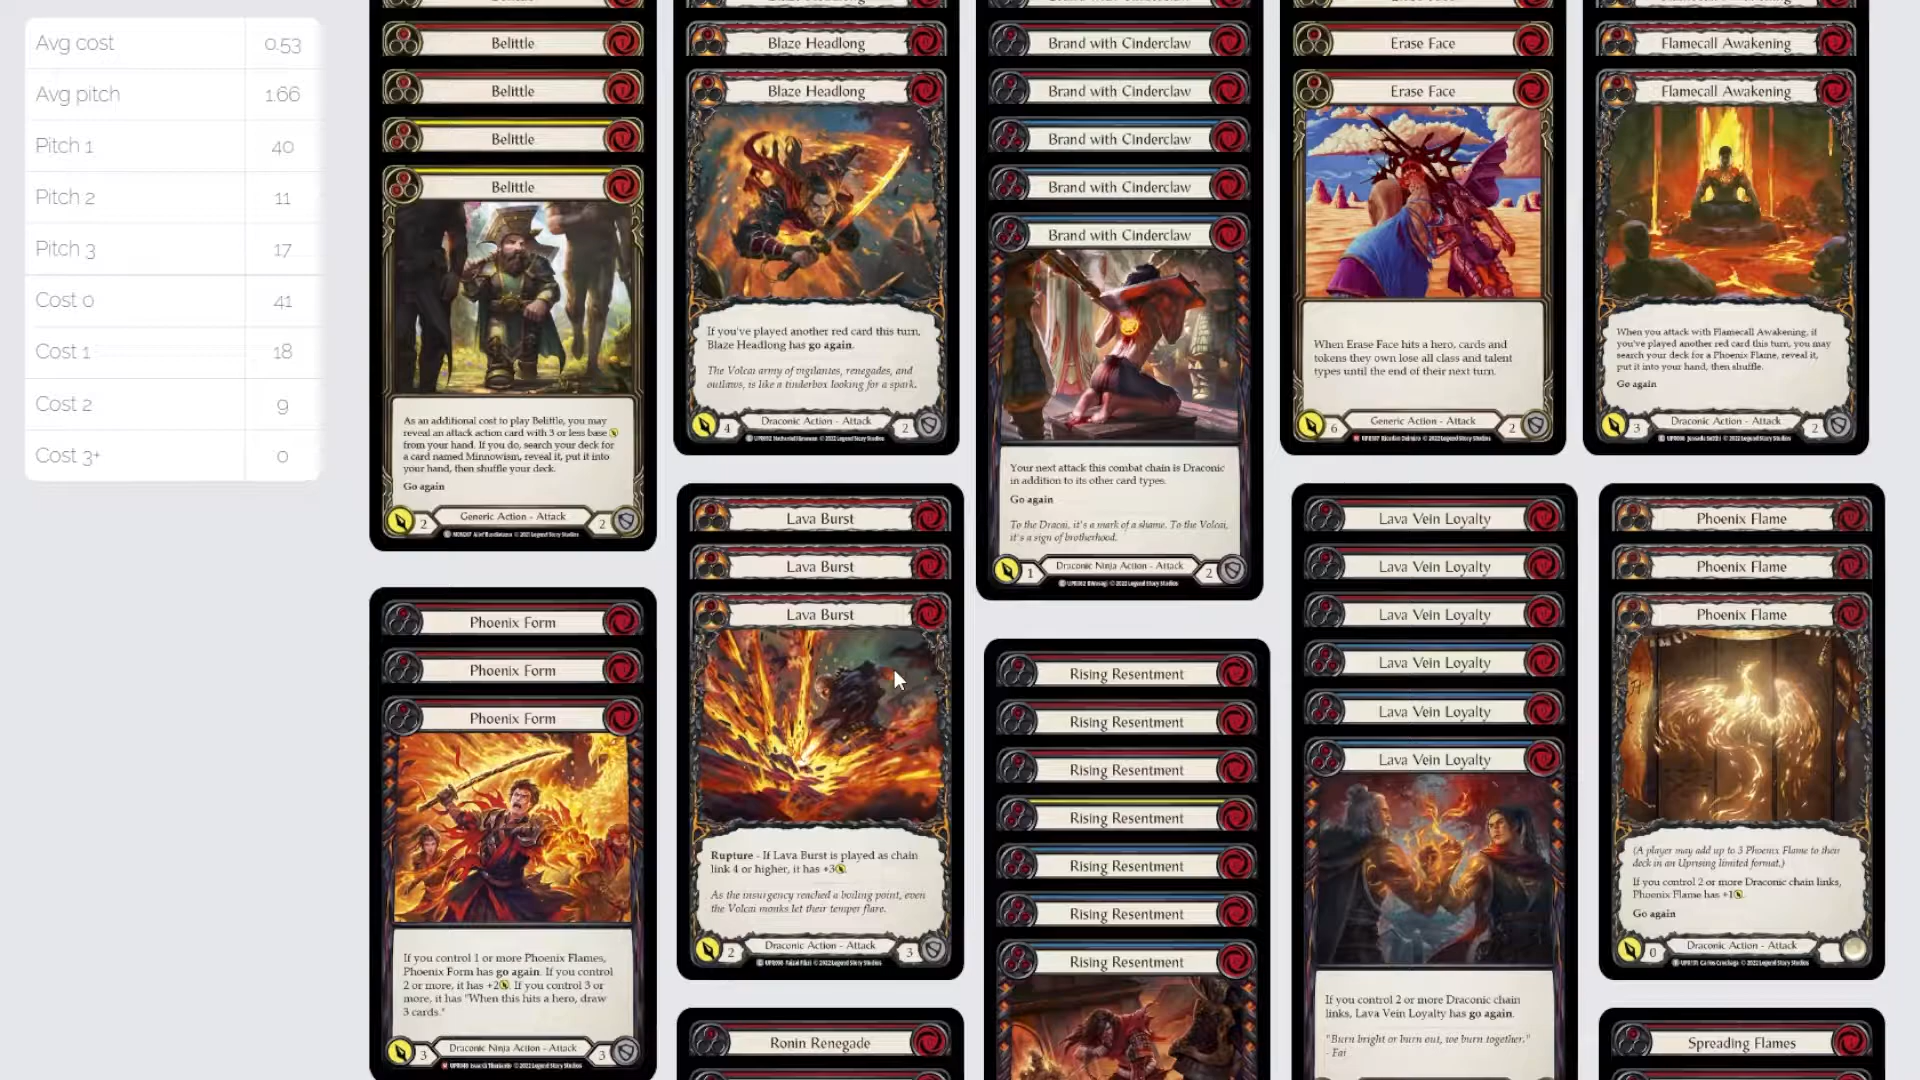 Avg cost 0.53
Avg pitch 1.66
Pitch 1 40
Pitch 2 11
Pitch 3 17
Cost 0 41
Cost 1 18
Cost 2 9
Cost 3+ 0
Belittle
Belittle
Belittle
Belittle
As an additional cost to play Belittle, you may
reveal an attack action card with 3 or less base
from your hand. If you do, search your deck for
a card named Minnowism, reveal it, put it into
your hand, then shuffle your deck.
Go again
2 Generic Action - Attack 2
Blaze Headlong
Blaze Headlong
If you've played another red card this turn,
Blaze Headlong has go again.
The Volcai army of vigilantes, renegades, and
outlaws, is like a tinderbox looking for a spark.
4 Draconic Action - Attack 2
Brand with Cinderclaw
Brand with Cinderclaw
Brand with Cinderclaw
Brand with Cinderclaw
Brand with Cinderclaw
Your next attack this combat chain is Draconic
in addition to its other card types.
Go again
To the Dracai, it's a mark of a shame. To the Volcai,
it's a sign of brotherhood.
1 Draconic Ninja Action - Attack 2
Erase Face
Erase Face
When Erase Face hits a hero, cards and
tokens they own lose all class and talent
types until the end of their next turn.
6 Generic Action - Attack 2
Flamecall Awakening
Flamecall Awakening
When you attack with Flamecall Awakening, if
you've played another red card this turn, you may
search your deck for a Phoenix Flame, reveal it,
put it into your hand, then shuffle.
Go again
3 Draconic Action - Attack 2
Phoenix Form
Phoenix Form
Phoenix Form
If you control 1 or more Phoenix Flames,
Phoenix Form has go again. If you control
2 or more, it has +2. If you control 3 or
more, it has "When this hits a hero, draw
3 cards."
3 Draconic Ninja Action - Attack 3
Lava Burst
Lava Burst
Lava Burst
Rupture - If Lava Burst is played as chain
link 4 or higher, it has +3.
As the insurgency reached a boiling point, even
the Volcai monks let their temper flare.
2 Draconic Action - Attack 3
Ronin Renegade
Rising Resentment
Rising Resentment
Rising Resentment
Rising Resentment
Rising Resentment
Rising Resentment
Rising Resentment
Lava Vein Loyalty
Lava Vein Loyalty
Lava Vein Loyalty
Lava Vein Loyalty
Lava Vein Loyalty
Lava Vein Loyalty
If you control 2 or more Draconic chain
links, Lava Vein Loyalty has go again.
"Burn bright or burn out, we burn together."
- Fai
Phoenix Flame
Phoenix Flame
Phoenix Flame
(A player may add up to 3 Phoenix Flame to their
deck in an Uprising limited format.)
If you control 2 or more Draconic chain links,
Phoenix Flame has +1.
Go again
0 Draconic Action - Attack
Spreading Flames